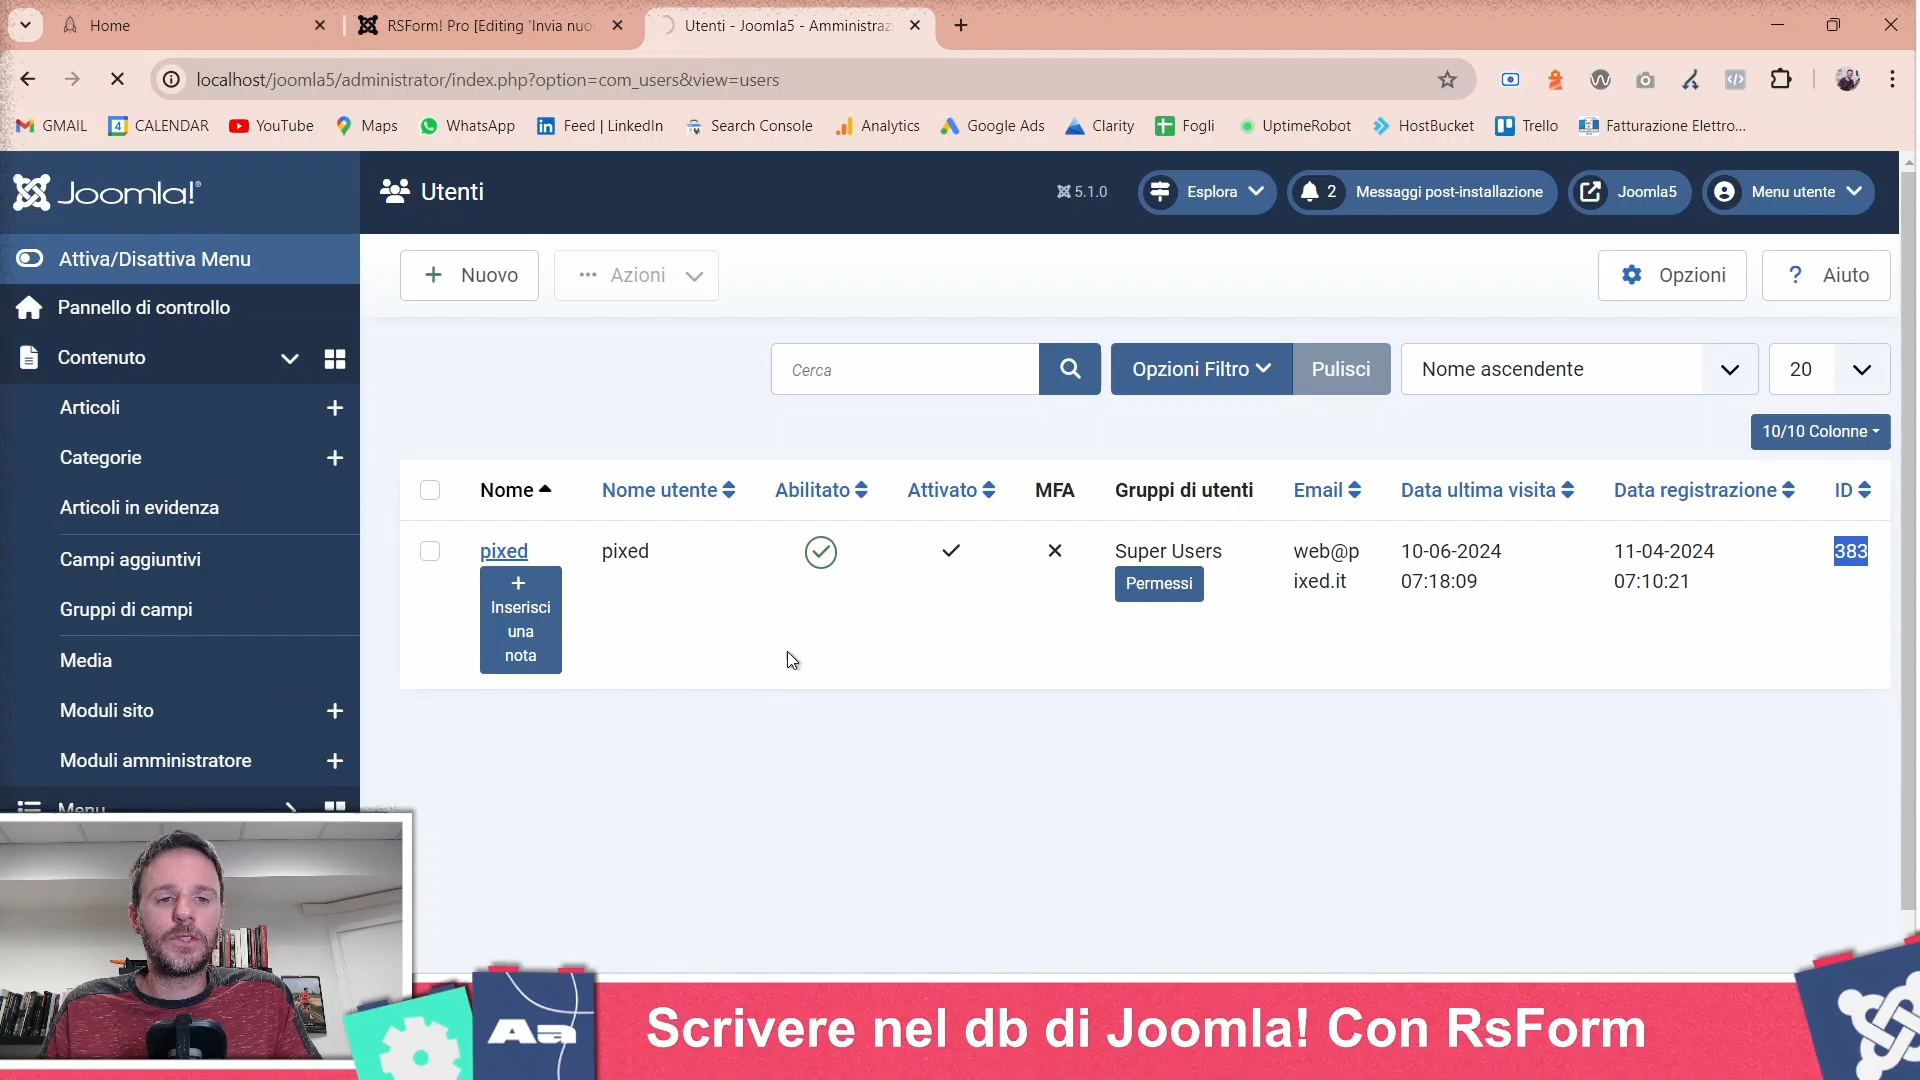 Home
RSForm! Pro [Editing 'Invia nuo
Utenti - Joomla5 - Amministraz
localhost/joomla5/administrator/index.php?option=com_users&view=users
GMAIL
4 CALENDAR
YouTube
Maps
WhatsApp
Feed | LinkedIn
Search Console
Analytics
Google Ads
Clarity
Fogli
UptimeRobot
HostBucket
Trello
Fatturazione Elettro...
Joomla!
Utenti
5.1.0
Esplora
2 Messaggi post-installazione
Joomla5
Menu utente
Attiva/Disattiva Menu
Pannello di controllo
Contenuto
Articoli
Categorie
Articoli in evidenza
Campi aggiuntivi
Gruppi di campi
Media
Moduli sito
Moduli amministratore
Menu
+ Nuovo
... Azioni
Opzioni
? Aiuto
Cerca
Opzioni Filtro
Pulisci
Nome ascendente
20
10/10 Colonne
Nome Nome utente Abilitato Attivato MFA Gruppi di utenti Email Data ultima visita Data registrazione ID
pixed pixed Super Users web@p 10-06-2024 11-04-2024 383
Permessi ixed.it 07:18:09 07:10:21
+
Inserisci
una
nota
Aa
Scrivere nel db di Joomla! Con RsForm